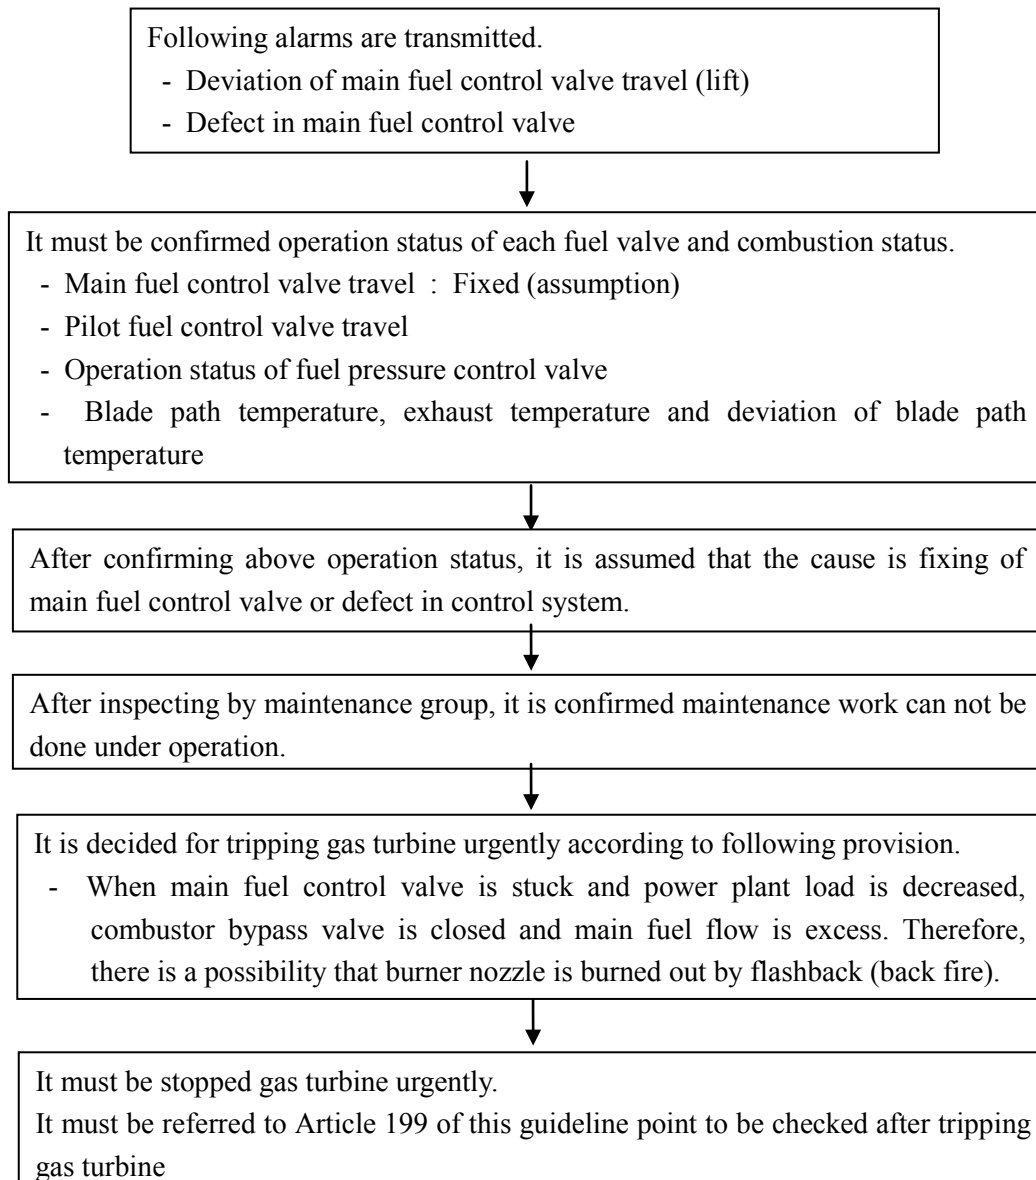 Following alarms are transmitted.
- Deviation of main fuel control valve travel (lift)
- Defect in main fuel control valve
It must be confirmed operation status of each fuel valve and combustion status.
- Main fuel control valve travel : Fixed (assumption)
- Pilot fuel control valve travel
- Operation status of fuel pressure control valve
- Blade path temperature, exhaust temperature and deviation of blade path
temperature
After confirming above operation status, it is assumed that the cause is fixing of
main fuel control valve or defect in control system.
After inspecting by maintenance group, it is confirmed maintenance work can not be
done under operation.
It is decided for tripping gas turbine urgently according to following provision.
- When main fuel control valve is stuck and power plant load is decreased,
combustor bypass valve is closed and main fuel flow is excess. Therefore,
there is a possibility that burner nozzle is burned out by flashback (back fire).
It must be stopped gas turbine urgently.
It must be referred to Article 199 of this guideline point to be checked after tripping
gas turbine